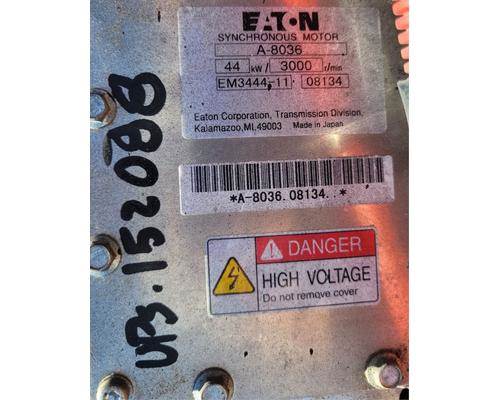 EATON
SYNCHRONOUS MOTOR
A-8036
44 kW/ 3000 r/min
EM3444-11 08134
Eaton Corporation, Transmission Division,
Kalamazoo,MI,49003 Made in Japan
*A-8036.08134..*
DANGER
HIGH VOLTAGE
Do not remove cover
UPS.152088